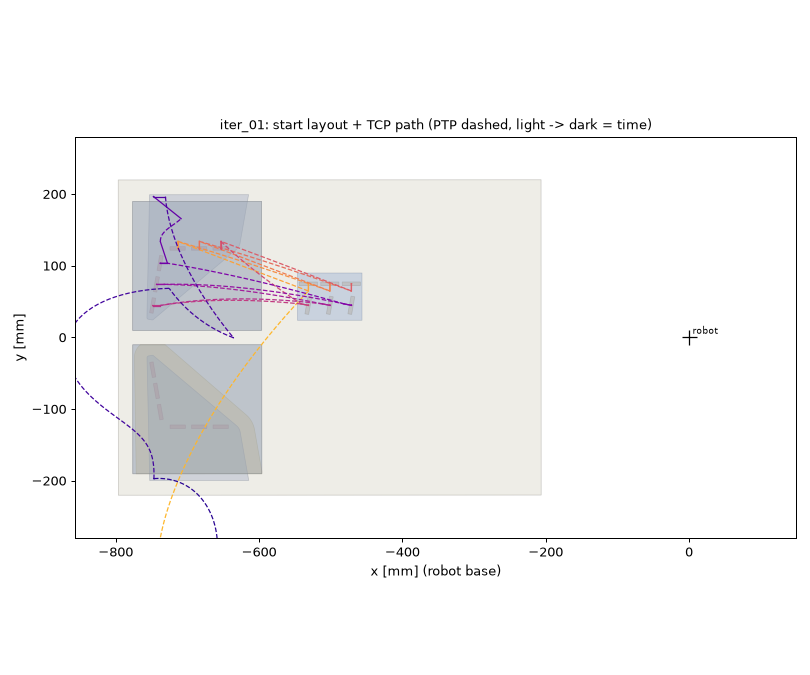 iter_01: start layout + TCP path (PTP dashed, light -> dark = time)
200
100
0
−100
−200
y [mm]
robot
−800
−600
−400
−200
0
x [mm] (robot base)